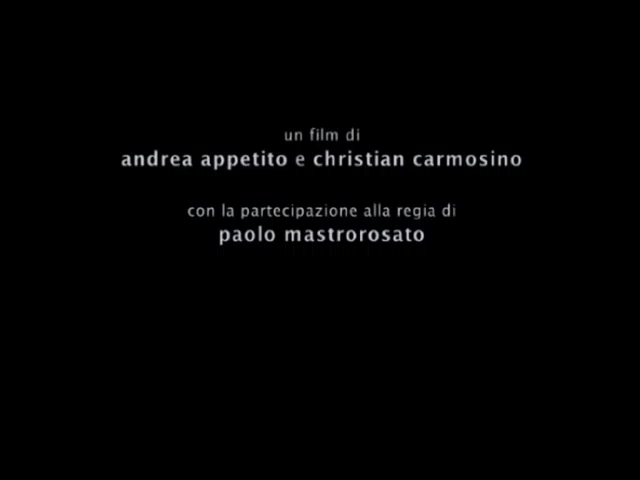 un film di
andrea appetito e christian carmosino
con la partecipazione alla regia di
paolo mastrorosato